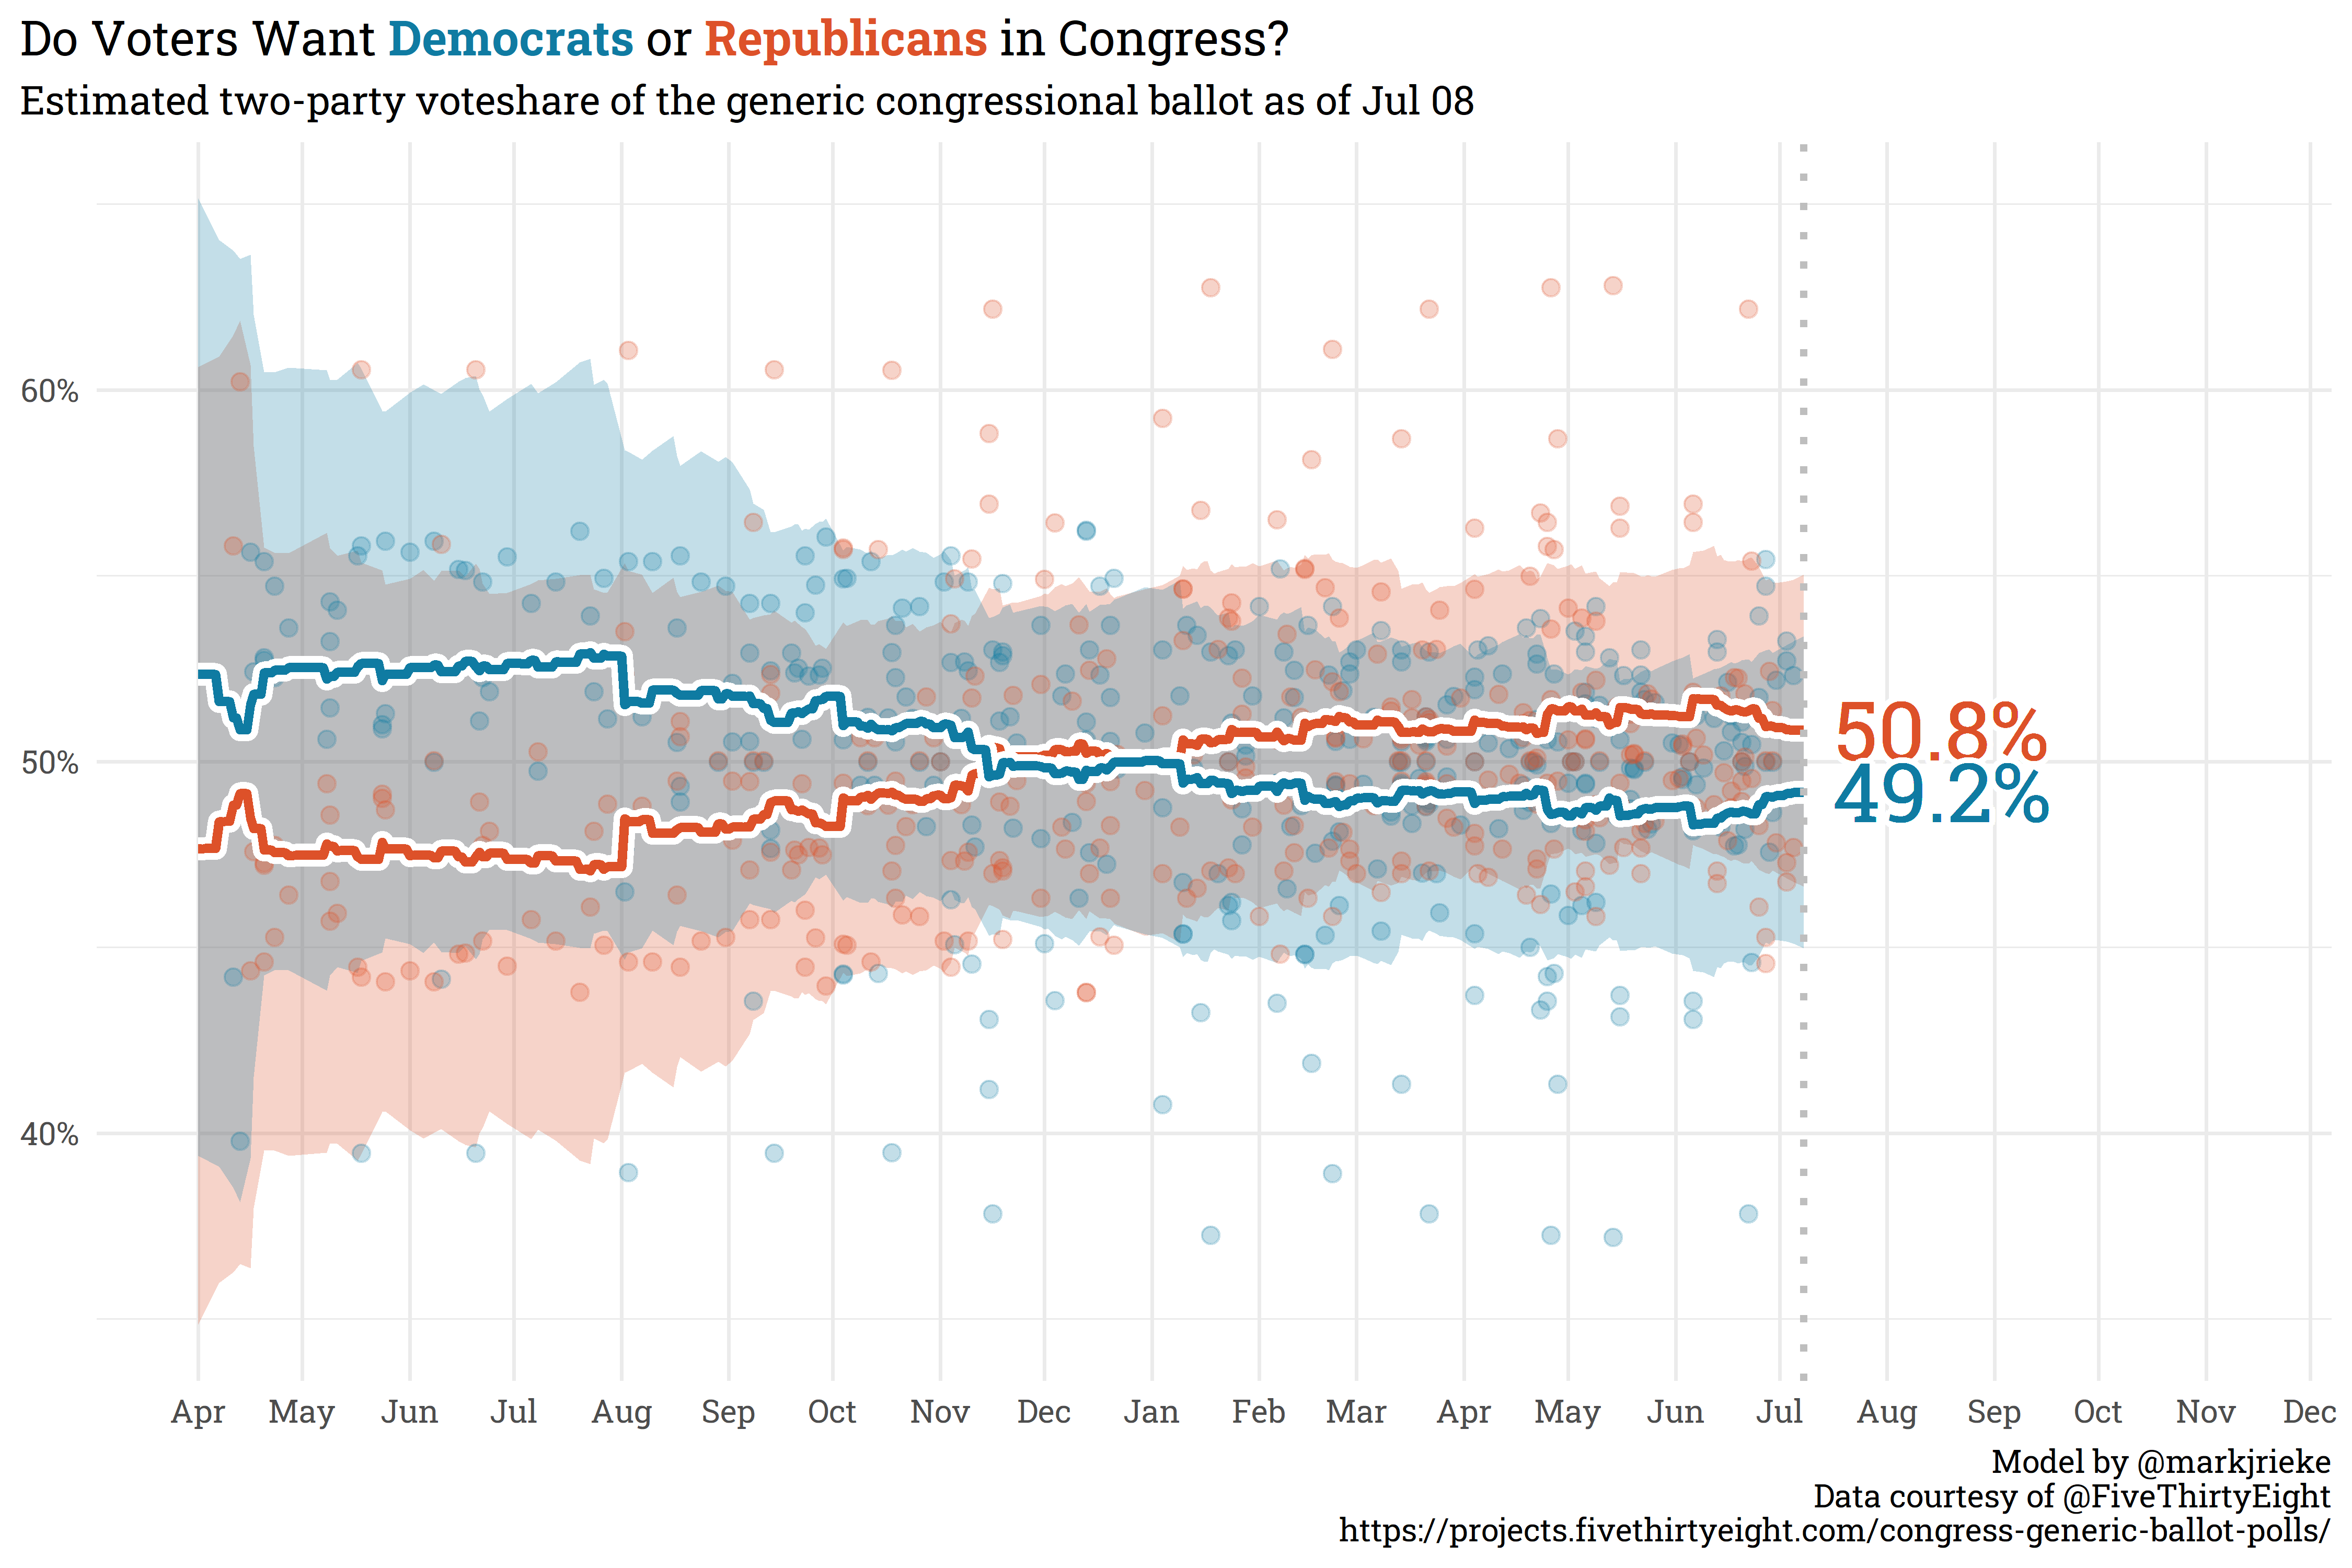 Do Voters Want Democrats or Republicans in Congress?
Estimated two-party voteshare of the generic congressional ballot as of Jul 08
60%
50%
40%
50.8%
49.2%
Apr May Jun Jul Aug Sep Oct Nov Dec Jan Feb Mar Apr May Jun Jul Aug Sep Oct Nov Dec
Model by @markjrieke
Data courtesy of @FiveThirtyEight
https://projects.fivethirtyeight.com/congress-generic-ballot-polls/